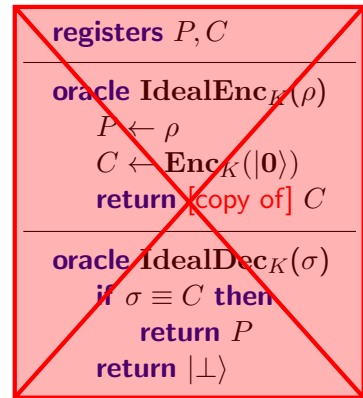 registers P, C
oracle IdealEnc_K(ρ)
P ← ρ
C ← Enc_K(|0⟩)
return [copy of] C
oracle IdealDec_K(σ)
if σ ≡ C then
return P
return |⊥⟩